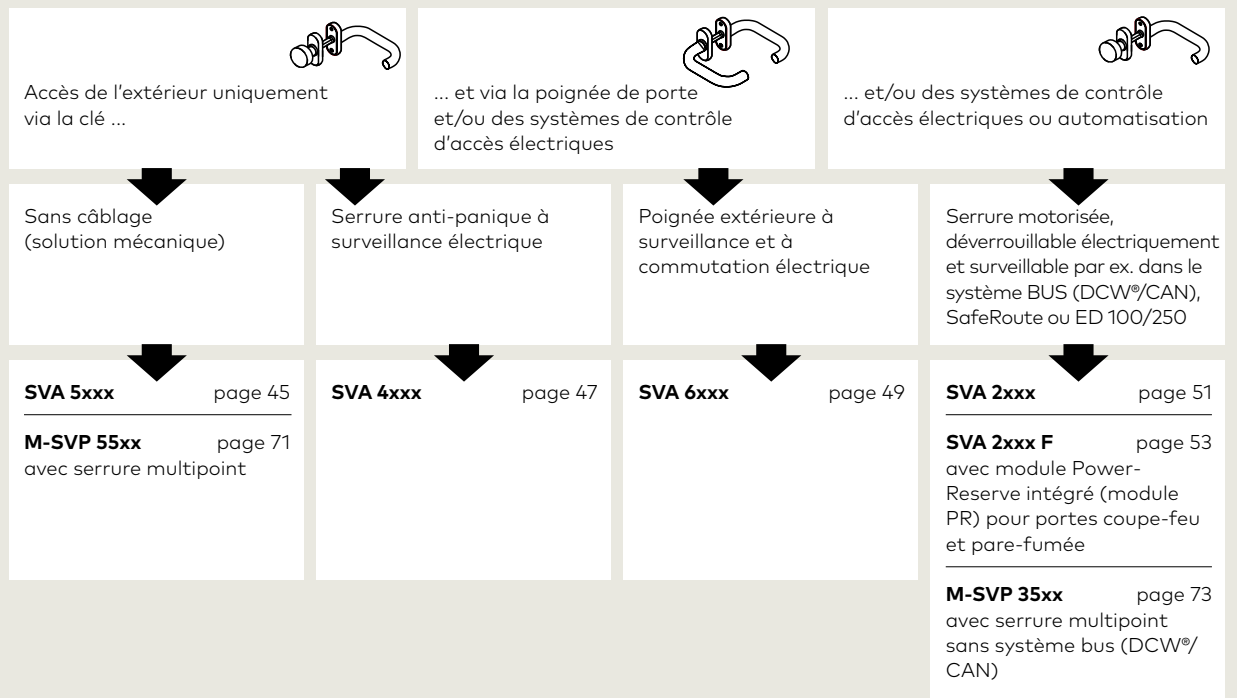 Accès de l'extérieur uniquement
via la clé ...
... et via la poignée de porte
et/ou des systèmes de contrôle
d'accès électriques
... et/ou des systèmes de contrôle
d'accès électriques ou automatisation
Sans câblage
(solution mécanique)
Serrure anti-panique à
surveillance électrique
Poignée extérieure à
surveillance et à
commutation électrique
Serrure motorisée,
déverrouillable électriquement
et surveillable par ex. dans le
système BUS (DCW®/CAN),
SafeRoute ou ED 100/250
SVA 5xxx page 45
M-SVP 55xx page 71
avec serrure multipoint
SVA 4xxx page 47
SVA 6xxx page 49
SVA 2xxx page 51
SVA 2xxx F page 53
avec module Power-
Reserve intégré (module
PR) pour portes coupe-feu
et pare-fumée
M-SVP 35xx page 73
avec serrure multipoint
sans système bus (DCW®/
CAN)